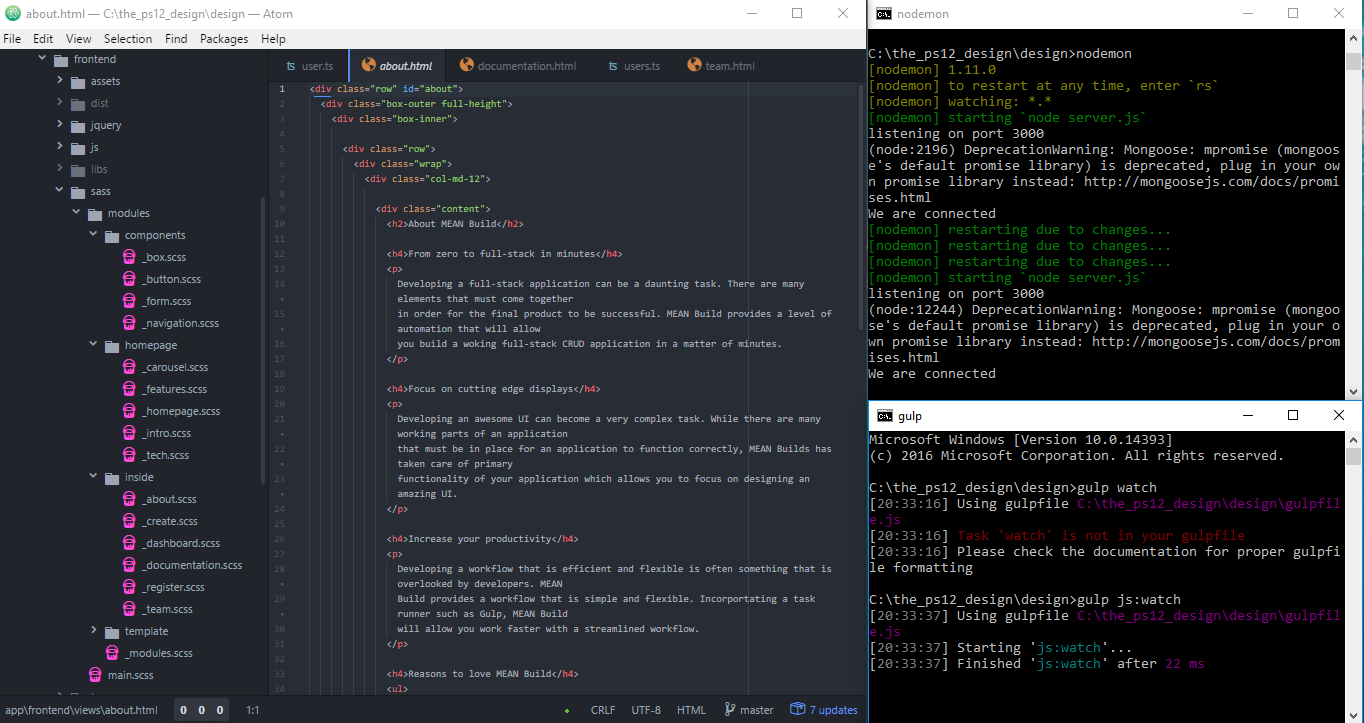 about.html — C:\the_ps12_design\design — Atom
File Edit View Selection Find Packages Help
frontend
assets
dist
jquery
js
libs
sass
modules
components
_box.scss
_button.scss
_form.scss
_navigation.scss
homepage
_carousel.scss
_features.scss
_homepage.scss
_intro.scss
_tech.scss
inside
_about.scss
_create.scss
_dashboard.scss
_documentation.scss
_register.scss
_team.scss
template
_modules.scss
main.scss
user.ts about.html documentation.html users.ts team.html
1 <div class="row" id="about">
2 <div class="box-outer full-height">
3 <div class="box-inner">
4
5 <div class="row">
6 <div class="wrap">
7 <div class="col-md-12">
8
9 <div class="content">
10 <h2>About MEAN Build</h2>
11
12 <h4>From zero to full-stack in minutes</h4>
13 <p>
14 Developing a full-stack application can be a daunting task. There are many
• elements that must come together
15 in order for the final product to be successful. MEAN Build provides a level of
• automation that will allow
16 you build a woking full-stack CRUD application in a matter of minutes.
17 </p>
18
19 <h4>Focus on cutting edge displays</h4>
20 <p>
21 Developing an awesome UI can become a very complex task. While there are many
• working parts of an application
22 that must be in place for an application to function correctly, MEAN Builds has
• taken care of primary
23 functionality of your application which allows you to focus on designing an
• amazing UI.
24 </p>
25
26 <h4>Increase your productivity</h4>
27 <p>
28 Developing a workflow that is efficient and flexible is often something that is
• overlooked by developers. MEAN
29 Build provides a workflow that is simple and flexible. Incorportating a task
• runner such as Gulp, MEAN Build
30 will allow you work faster with a streamlined workflow.
31 </p>
32
33 <h4>Reasons to love MEAN Build</h4>
34 <ul>
app\frontend\views\about.html 0 0 0 1:1 CRLF UTF-8 HTML master 7 updates
nodemon
C:\the_ps12_design\design>nodemon
[nodemon] 1.11.0
[nodemon] to restart at any time, enter `rs`
[nodemon] watching: *.*
[nodemon] starting `node server.js`
listening on port 3000
(node:2196) DeprecationWarning: Mongoose: mpromise (mongoos
e's default promise library) is deprecated, plug in your ow
n promise library instead: http://mongoosejs.com/docs/promi
ses.html
We are connected
[nodemon] restarting due to changes...
[nodemon] restarting due to changes...
[nodemon] restarting due to changes...
[nodemon] starting `node server.js`
listening on port 3000
(node:12244) DeprecationWarning: Mongoose: mpromise (mongoo
se's default promise library) is deprecated, plug in your o
wn promise library instead: http://mongoosejs.com/docs/prom
ises.html
We are connected
gulp
Microsoft Windows [Version 10.0.14393]
(c) 2016 Microsoft Corporation. All rights reserved.
C:\the_ps12_design\design>gulp watch
[20:33:16] Using gulpfile C:\the_ps12_design\design\gulpfil
e.js
[20:33:16] Task 'watch' is not in your gulpfile
[20:33:16] Please check the documentation for proper gulpfi
le formatting
C:\the_ps12_design\design>gulp js:watch
[20:33:37] Using gulpfile C:\the_ps12_design\design\gulpfil
e.js
[20:33:37] Starting 'js:watch'...
[20:33:37] Finished 'js:watch' after 22 ms